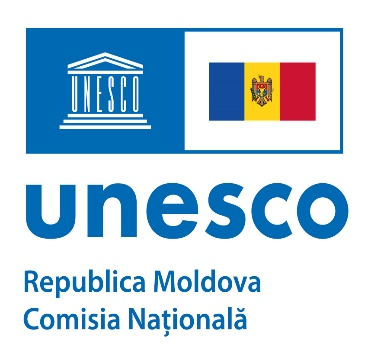 UNESCO
unesco
Republica Moldova
Comisia Națională